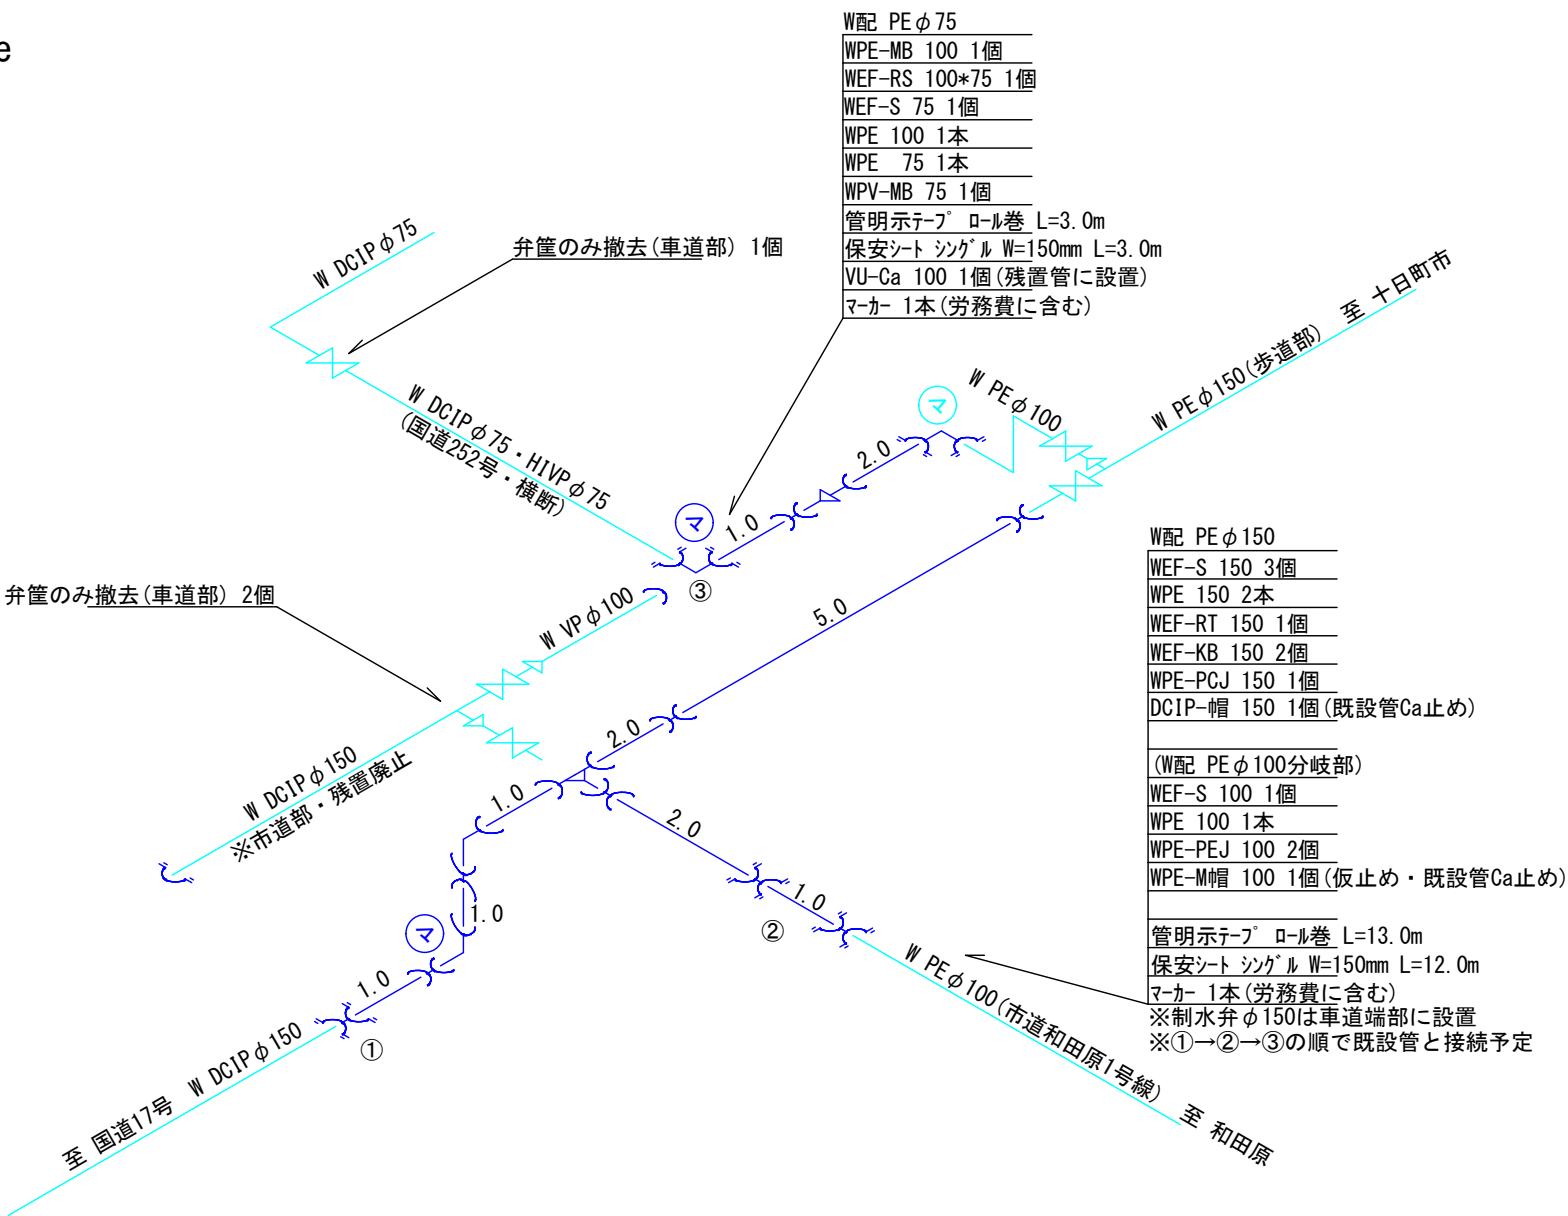 e
W配 PEφ75
WPE-MB 100 1個
WEF-RS 100*75 1個
WEF-S 75 1個
WPE 100 1本
WPE  75 1本
WPV-MB 75 1個
管明示ﾃｰﾌﾟ ﾛｰﾙ巻 L=3.0m
保安ｼｰﾄ ｼﾝｸﾞﾙ W=150mm L=3.0m
VU-Ca 100 1個(残置管に設置)
ﾏｰｶｰ 1本(労務費に含む)
弁筐のみ撤去(車道部) 1個
W DCIPφ75
W DCIPφ75・HIVPφ75
(国道252号・横断)
マ
W PEφ100
W PEφ150(歩道部) 至 十日町市
2.0
マ
1.0
③
弁筐のみ撤去(車道部) 2個
W VPφ100
5.0
2.0
W DCIPφ150
※市道部・残置廃止
1.0
2.0
1.0
②
1.0
マ
1.0
①
至 国道17号 W DCIPφ150
W PEφ100(市道和田原1号線) 至 和田原
W配 PEφ150
WEF-S 150 3個
WPE 150 2本
WEF-RT 150 1個
WEF-KB 150 2個
WPE-PCJ 150 1個
DCIP-帽 150 1個(既設管Ca止め)
(W配 PEφ100分岐部)
WEF-S 100 1個
WPE 100 1本
WPE-PEJ 100 2個
WPE-M帽 100 1個(仮止め・既設管Ca止め)
管明示ﾃｰﾌﾟ ﾛｰﾙ巻 L=13.0m
保安ｼｰﾄ ｼﾝｸﾞﾙ W=150mm L=12.0m
ﾏｰｶｰ 1本(労務費に含む)
※制水弁φ150は車道端部に設置
※①→②→③の順で既設管と接続予定